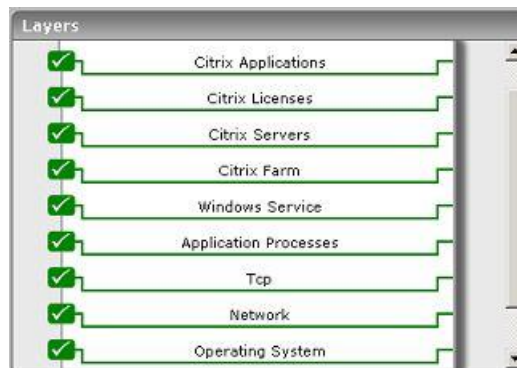 Layers
Citrix Applications
Citrix Licenses
Citrix Servers
Citrix Farm
Windows Service
Application Processes
Tcp
Network
Operating System